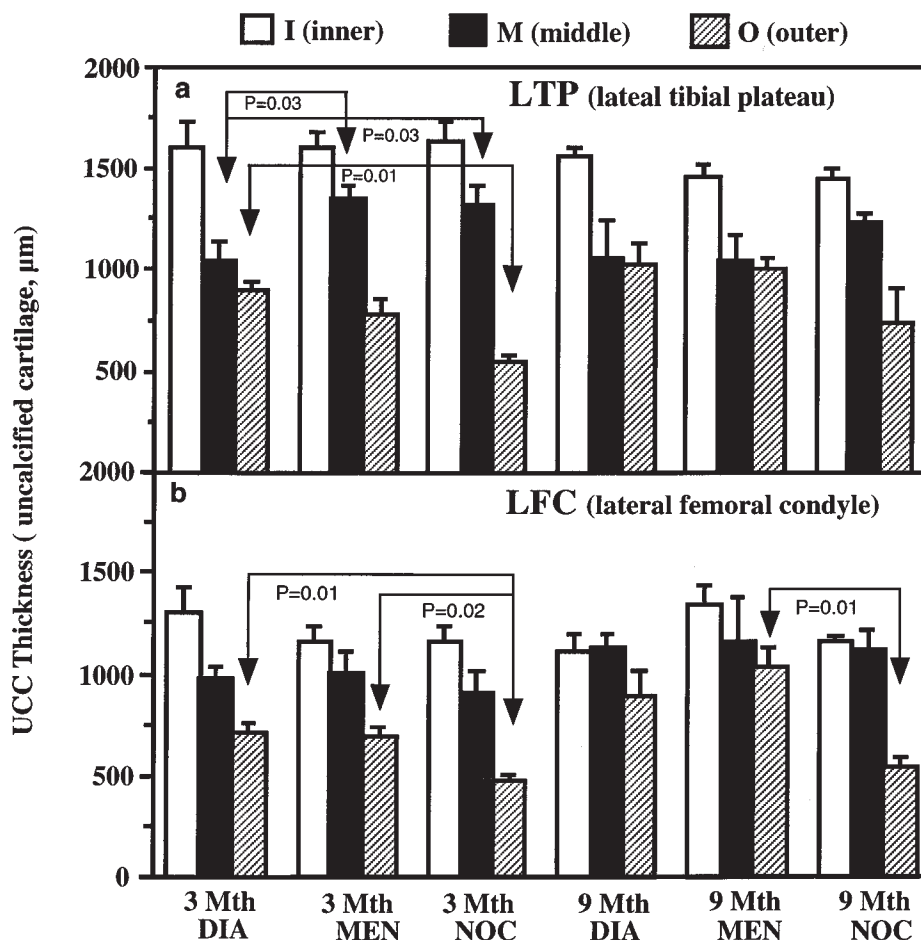 I (inner) M (middle) O (outer)
UCC Thickness ( uncalcified cartilage, µm)
2000
a
LTP (lateal tibial plateau)
P=0.03
P=0.03
1500
P=0.01
1000
500
2000
b
LFC (lateral femoral condyle)
1500
P=0.01
P=0.02
P=0.01
1000
500
0
3 Mth 3 Mth 3 Mth 9 Mth 9 Mth 9 Mth
DIA MEN NOC DIA MEN NOC